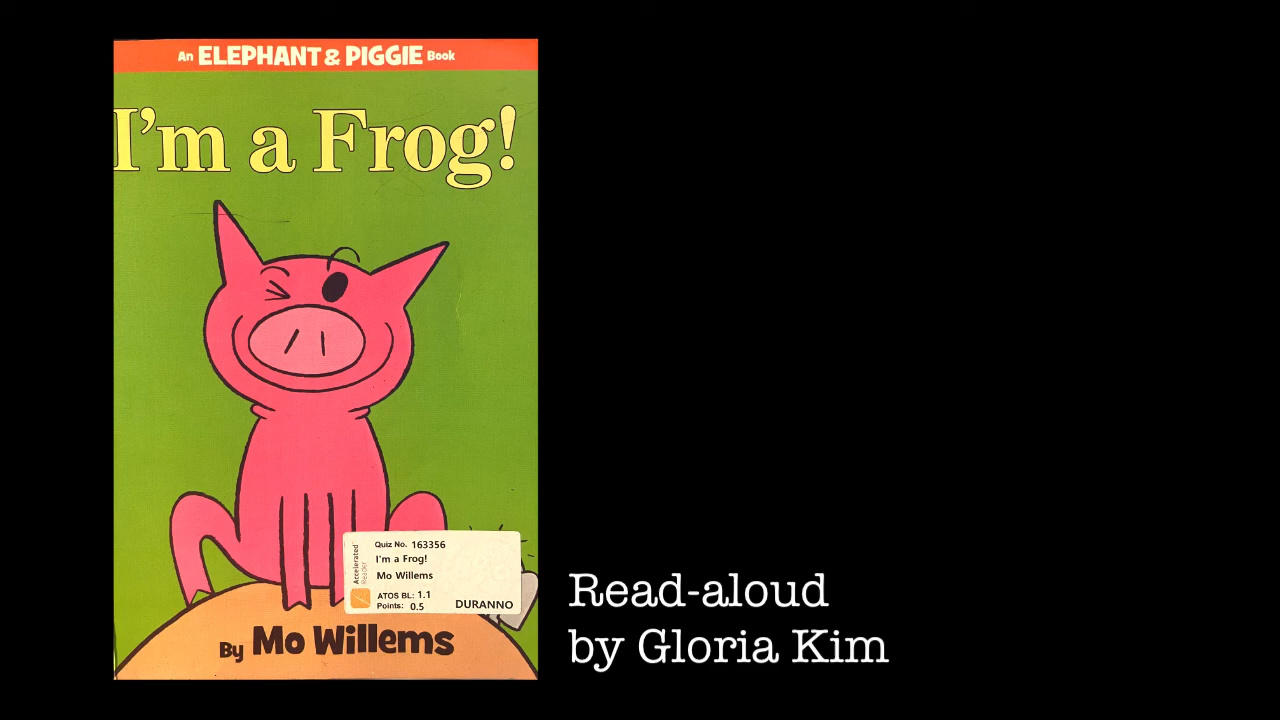 An ELEPHANT & PIGGIE Book
I'm a Frog!
Quiz No. 163356
I'm a Frog!
Mo Willems
ATOS BL: 1.1
Points: 0.5
DURANNO
Accelerated
Reader
By Mo Willems
Read-aloud
by Gloria Kim